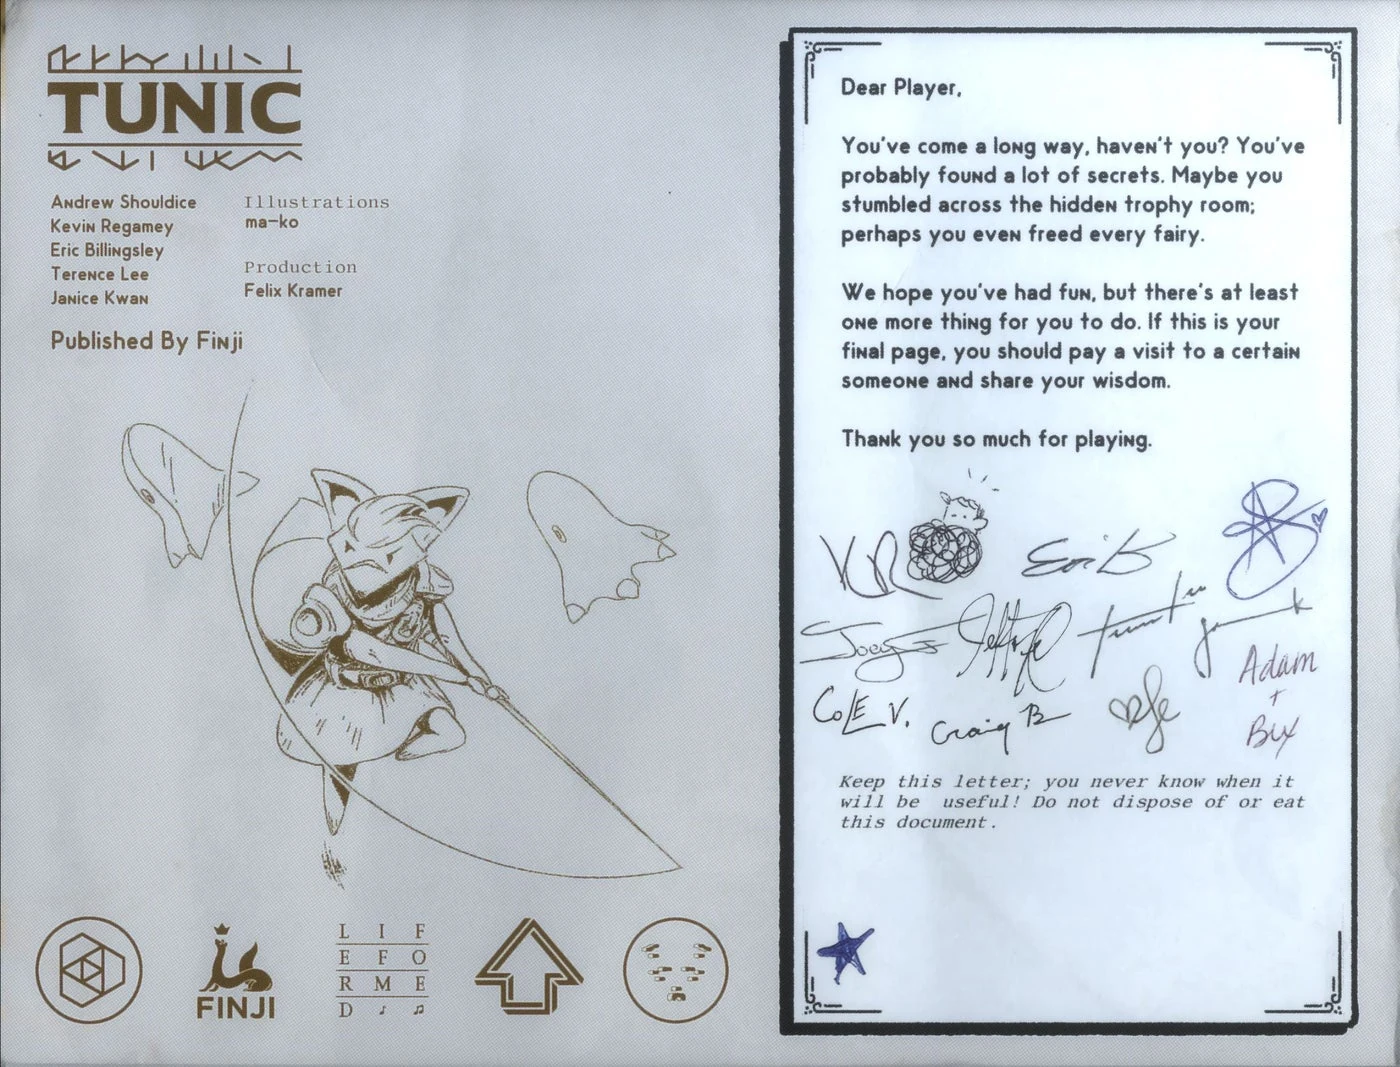 TUNIC
Andrew Shouldice
Kevin Regamey
Eric Billingsley
Terence Lee
Janice Kwan
Illustrations
ma-ko
Production
Felix Kramer
Published By Finji
FINJI
LIF
EFO
RME
D ♪ ♫
Dear Player,
You've come a long way, haven't you? You've
probably found a lot of secrets. Maybe you
stumbled across the hidden trophy room;
perhaps you even freed every fairy.
We hope you've had fun, but there's at least
one more thing for you to do. If this is your
final page, you should pay a visit to a certain
someone and share your wisdom.
Thank you so much for playing.
KR
Eric B
Joey
Cole V.
Craig B
Adam
+
Bex
Keep this letter; you never know when it
will be useful! Do not dispose of or eat
this document.